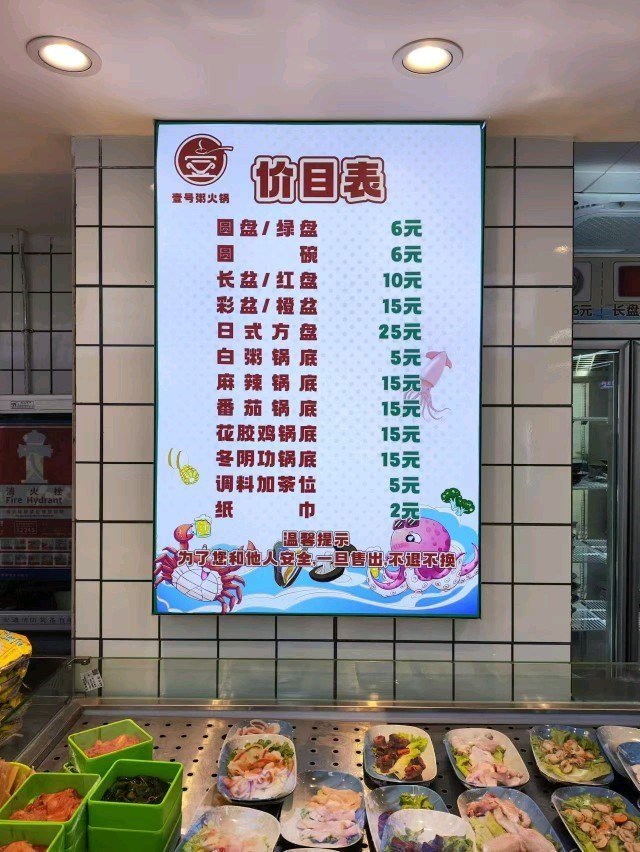 壹号粥火锅
价目表
圆盘/绿盘 6元
圆碗 6元
长盆/红盘 10元
彩盆/橙盆 15元
日式方盘 25元
白粥锅底 5元
麻辣锅底 15元
番茄锅底 15元
花胶鸡锅底 15元
冬阴功锅底 15元
调料加茶位 5元
纸巾 2元
温馨提示
为了您和他人安全,一旦售出,不退不换
消火栓
Fire Hydrant
6元 长盘